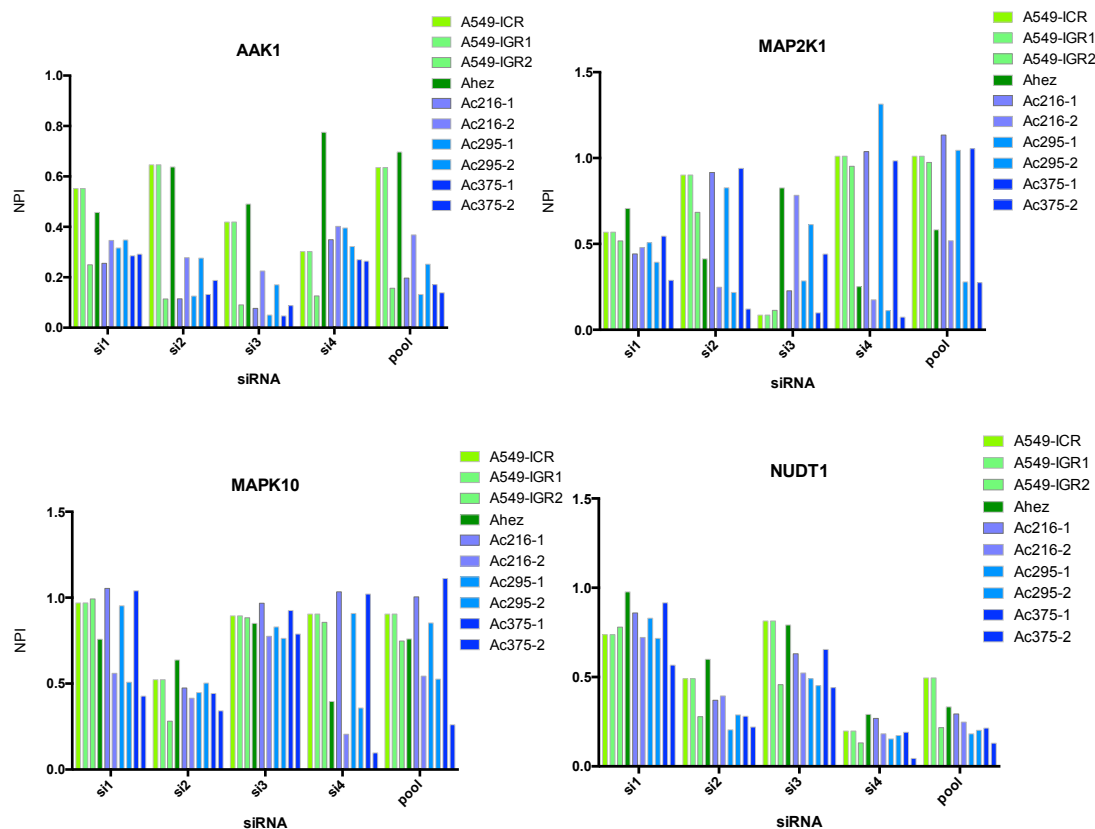 AAK1
1.0
0.8
0.6
0.4
0.2
0.0
NPI
si1
si2
si3
si4
pool
siRNA
A549-ICR
A549-IGR1
A549-IGR2
Ahez
Ac216-1
Ac216-2
Ac295-1
Ac295-2
Ac375-1
Ac375-2
MAP2K1
1.5
1.0
0.5
0.0
NPI
si1
si2
si3
si4
pool
siRNA
A549-ICR
A549-IGR1
A549-IGR2
Ahez
Ac216-1
Ac216-2
Ac295-1
Ac295-2
Ac375-1
Ac375-2
MAPK10
1.5
1.0
0.5
0.0
NPI
si1
si2
si3
si4
pool
siRNA
A549-ICR
A549-IGR1
A549-IGR2
Ahez
Ac216-1
Ac216-2
Ac295-1
Ac295-2
Ac375-1
Ac375-2
NUDT1
1.5
1.0
0.5
0.0
si1
si2
si3
si4
pool
siRNA
A549-ICR
A549-IGR1
A549-IGR2
Ahez
Ac216-1
Ac216-2
Ac295-1
Ac295-2
Ac375-1
Ac375-2